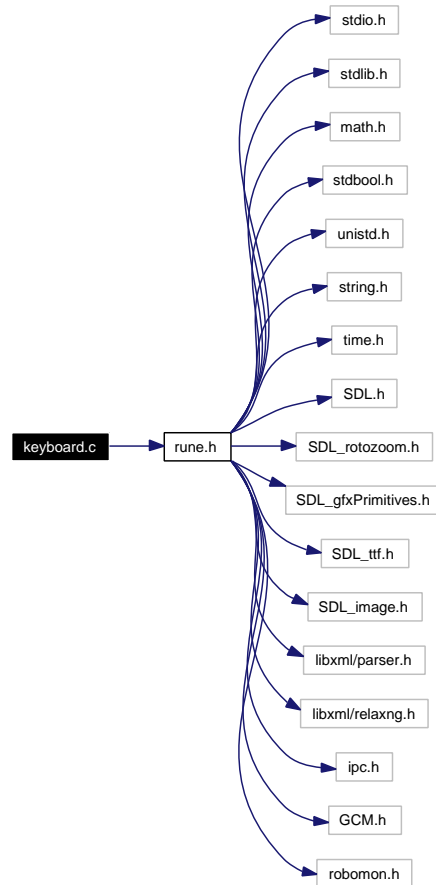 stdio.h
stdlib.h
math.h
stdbool.h
unistd.h
string.h
time.h
SDL.h
keyboard.c
rune.h
SDL_rotozoom.h
SDL_gfxPrimitives.h
SDL_ttf.h
SDL_image.h
libxml/parser.h
libxml/relaxng.h
ipc.h
GCM.h
robomon.h